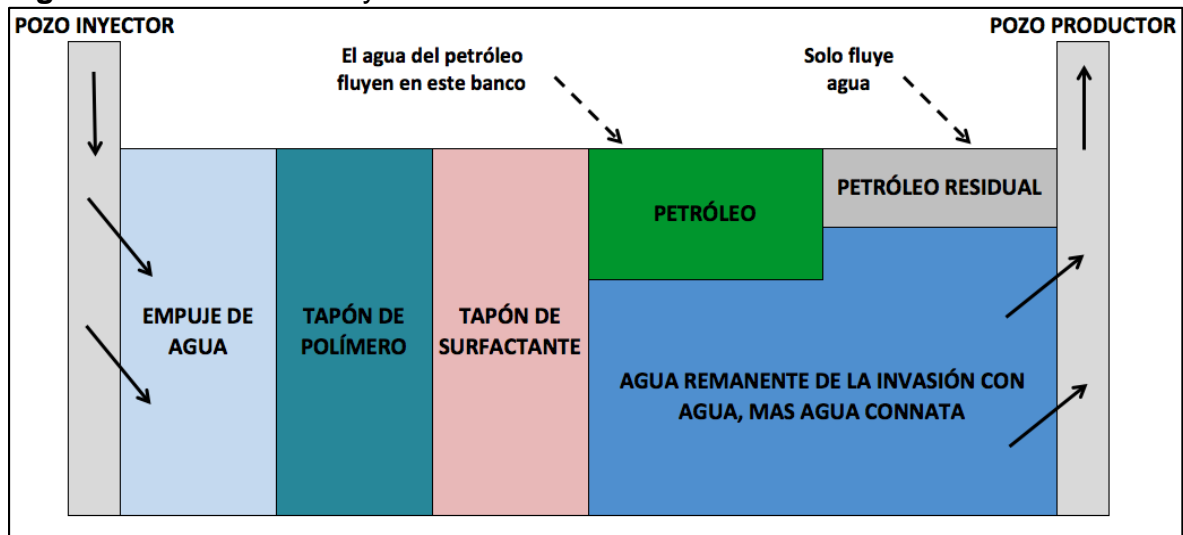 POZO INYECTOR
POZO PRODUCTOR
El agua del petróleo
fluyen en este banco
Solo fluye
agua
PETRÓLEO
PETRÓLEO RESIDUAL
EMPUJE DE
AGUA
TAPÓN DE
POLÍMERO
TAPÓN DE
SURFACTANTE
AGUA REMANENTE DE LA INVASIÓN CON
AGUA, MAS AGUA CONNATA